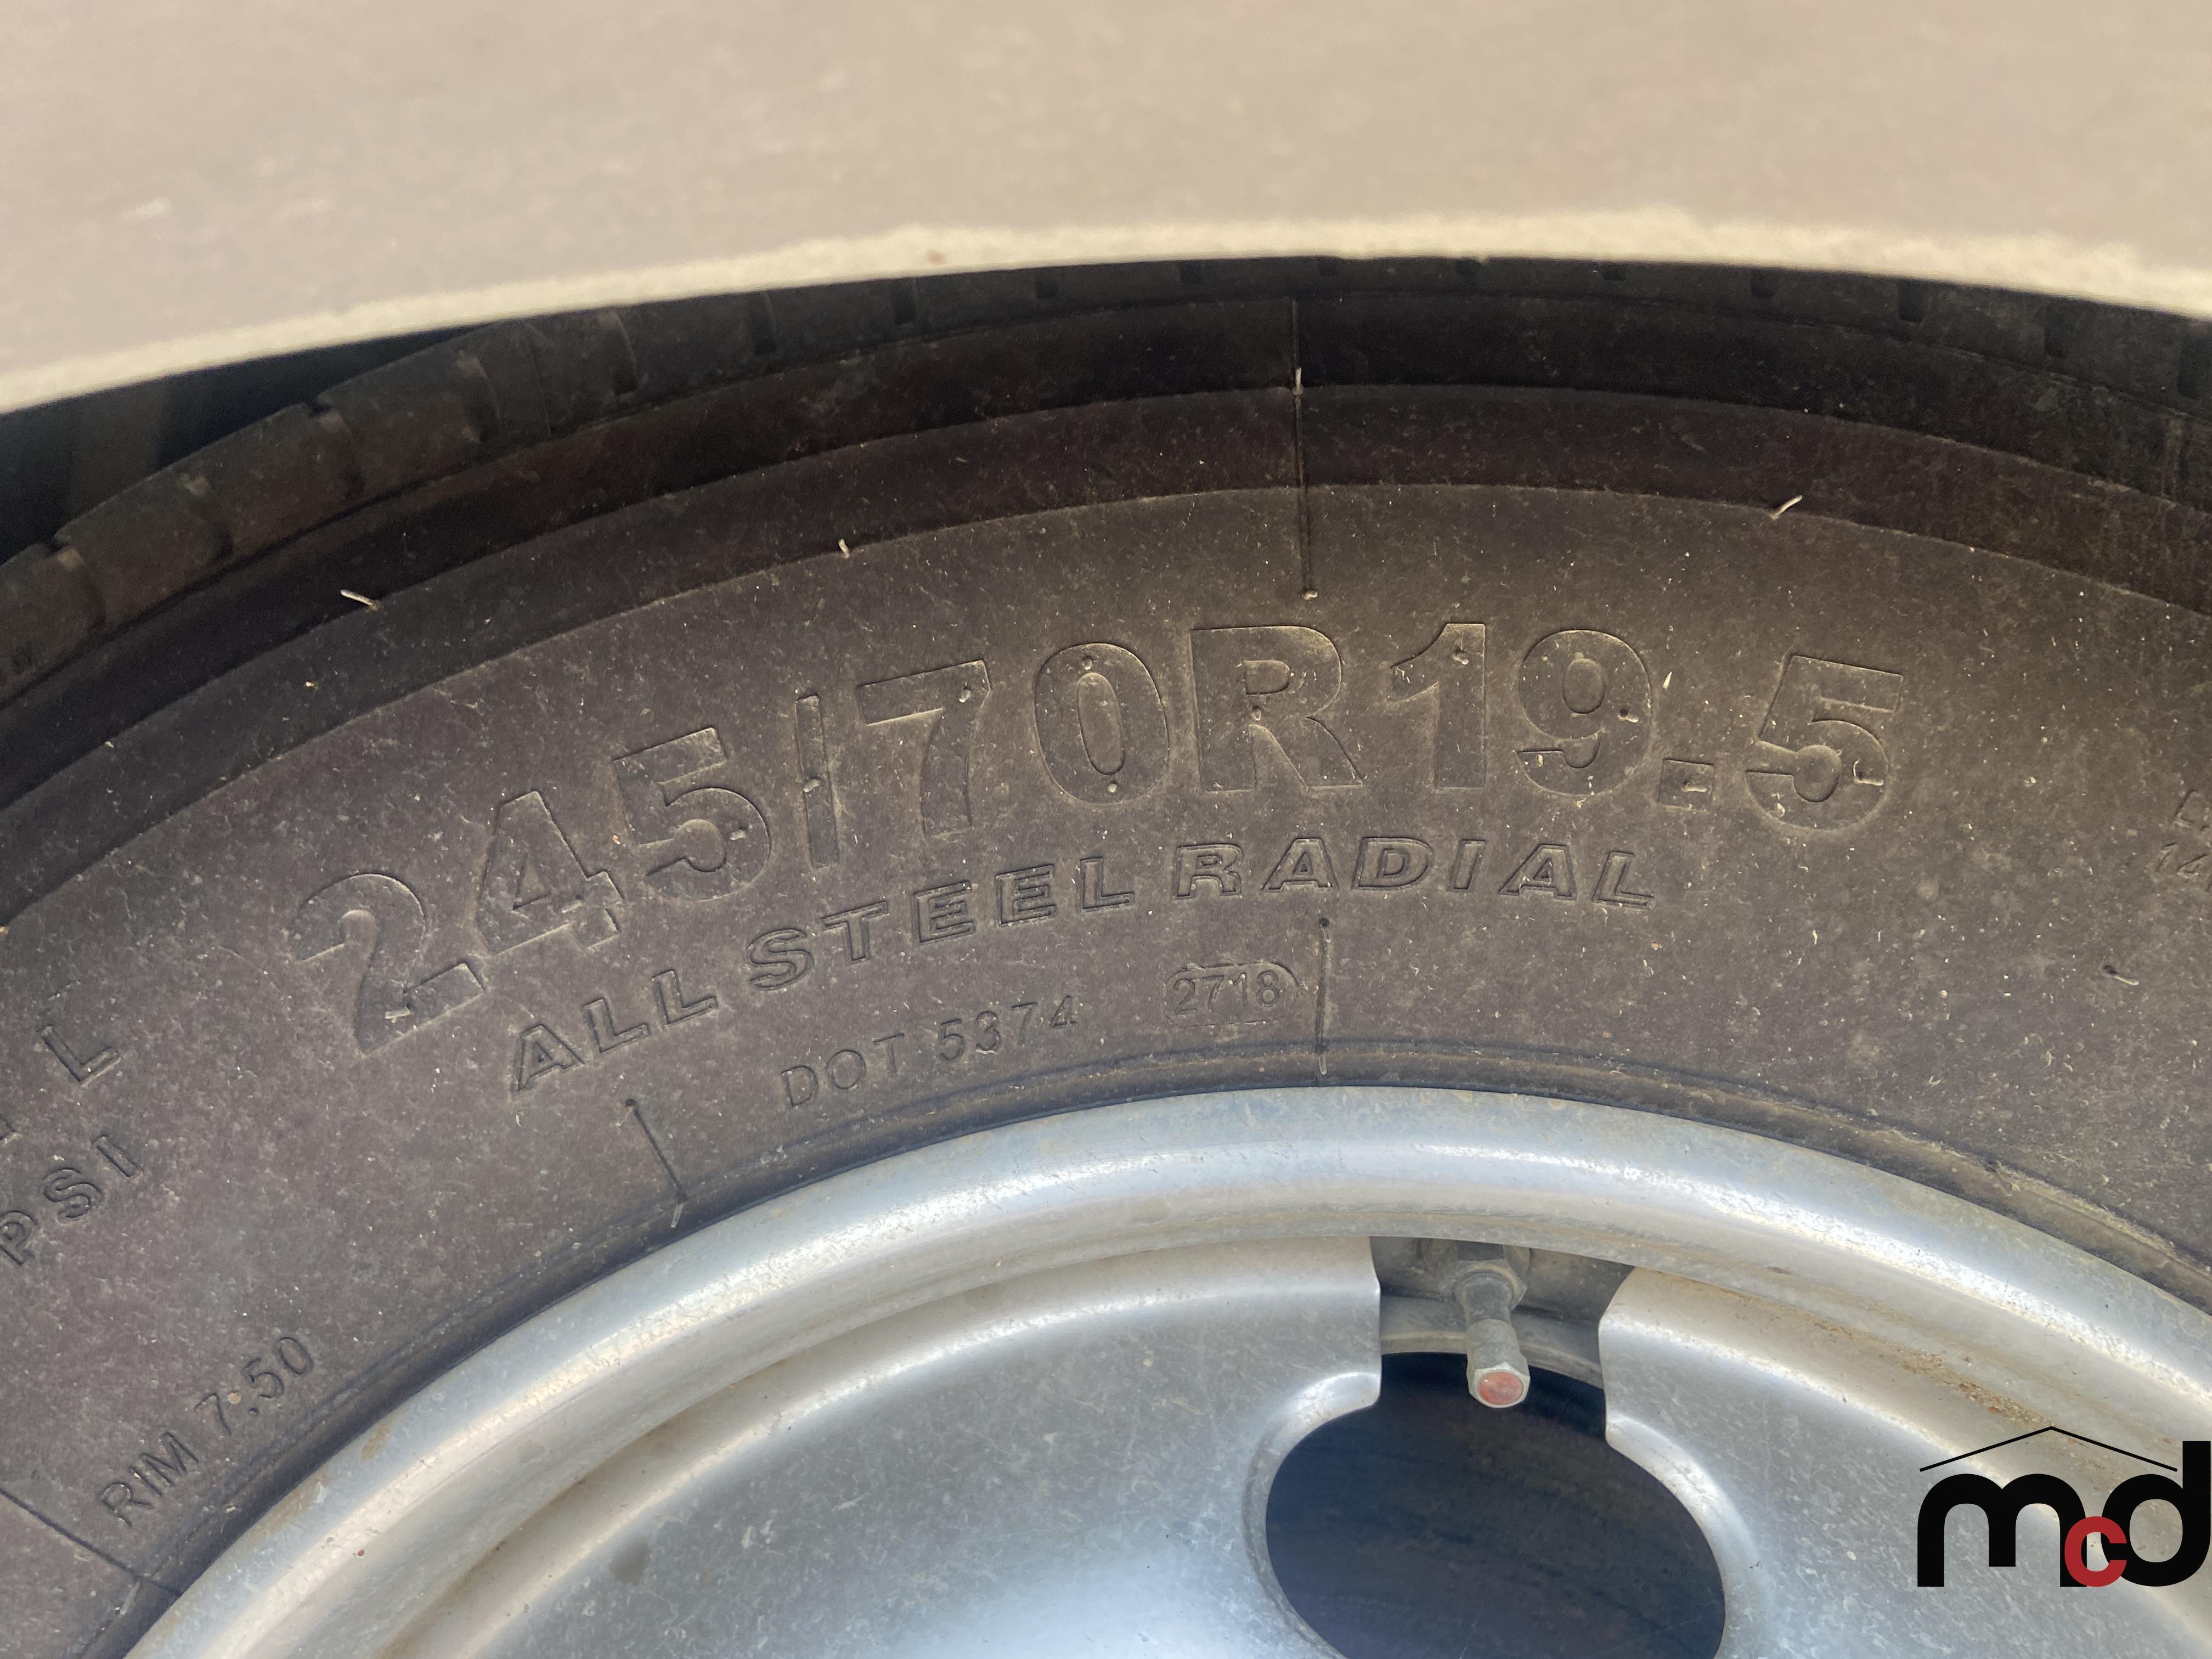 245/70R19.5
ALL STEEL RADIAL
DOT 5374 2718
L
PSI
RIM 7.50
mcd